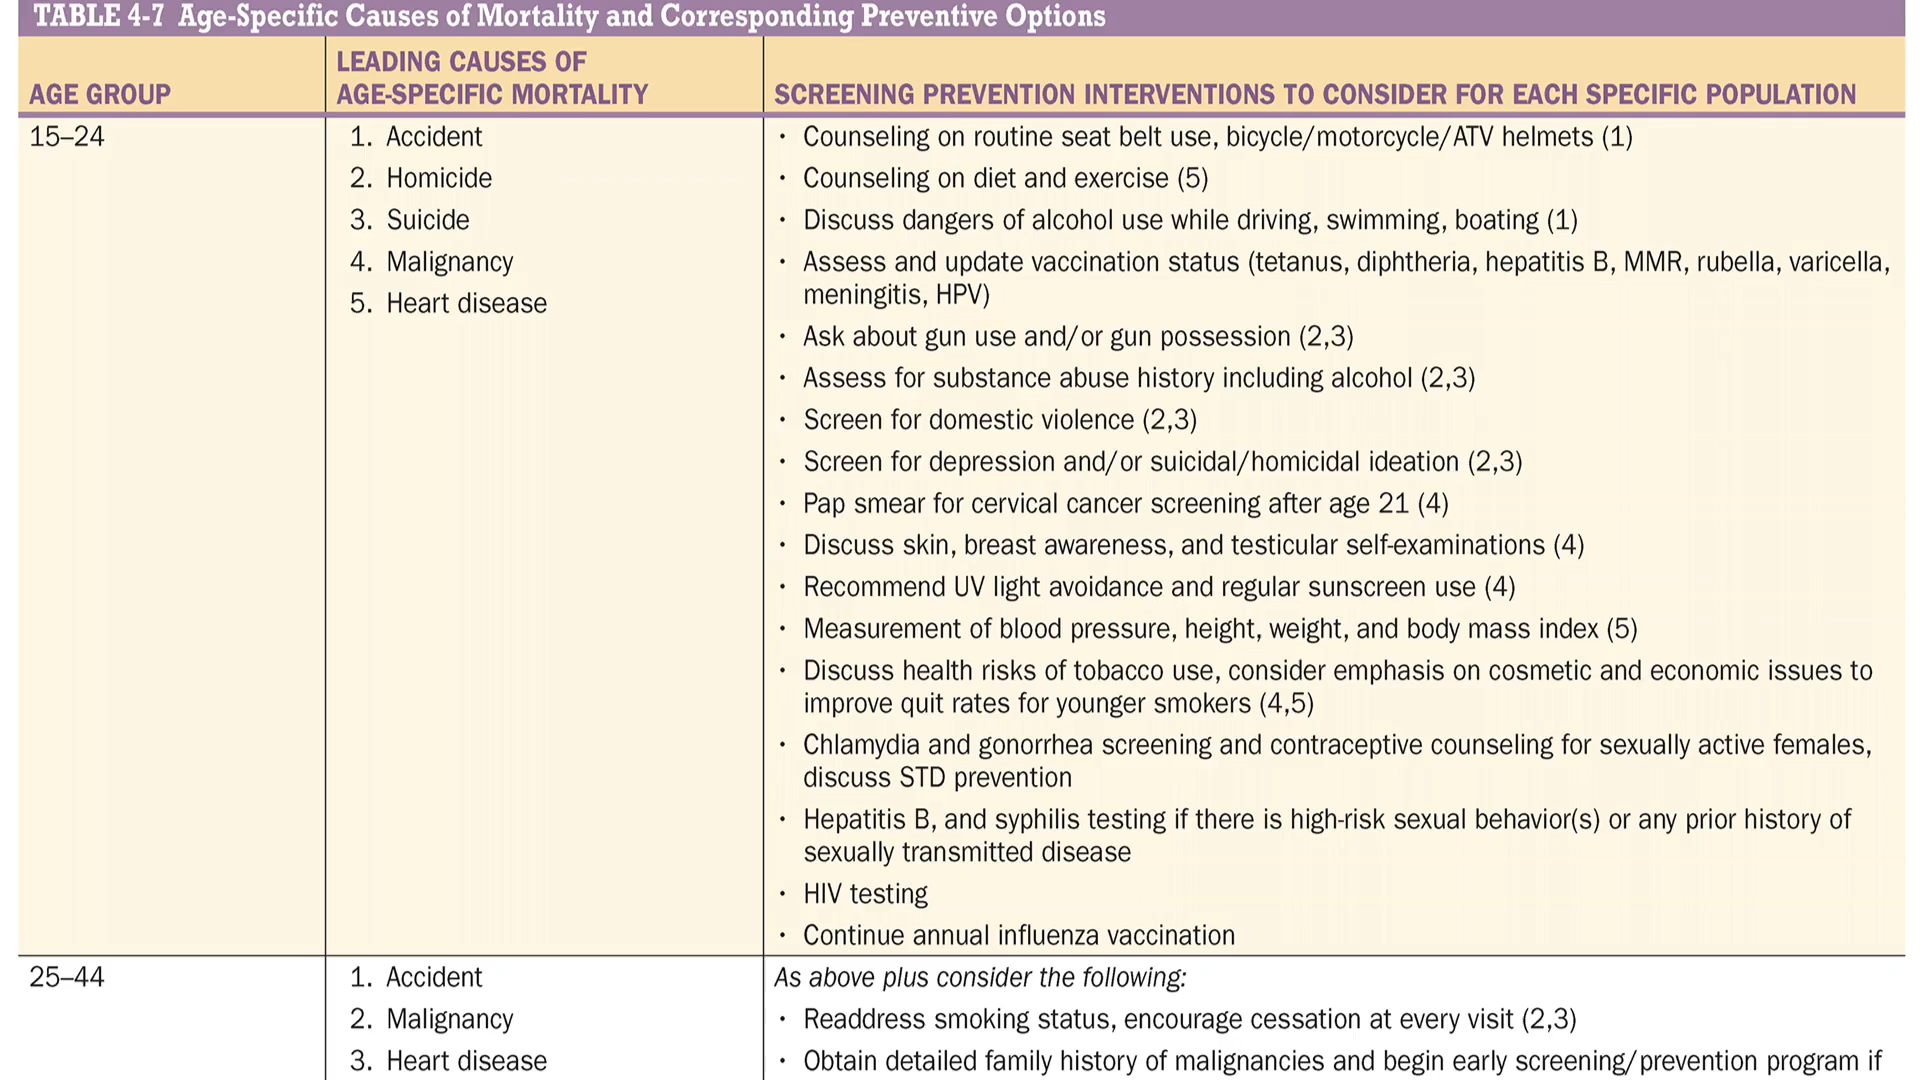 TABLE 4-7 Age-Specific Causes of Mortality and Corresponding Preventive Options
AGE GROUP
LEADING CAUSES OF
AGE-SPECIFIC MORTALITY
SCREENING PREVENTION INTERVENTIONS TO CONSIDER FOR EACH SPECIFIC POPULATION
15–24
1. Accident
2. Homicide
3. Suicide
4. Malignancy
5. Heart disease
• Counseling on routine seat belt use, bicycle/motorcycle/ATV helmets (1)
• Counseling on diet and exercise (5)
• Discuss dangers of alcohol use while driving, swimming, boating (1)
• Assess and update vaccination status (tetanus, diphtheria, hepatitis B, MMR, rubella, varicella,
meningitis, HPV)
• Ask about gun use and/or gun possession (2,3)
• Assess for substance abuse history including alcohol (2,3)
• Screen for domestic violence (2,3)
• Screen for depression and/or suicidal/homicidal ideation (2,3)
• Pap smear for cervical cancer screening after age 21 (4)
• Discuss skin, breast awareness, and testicular self-examinations (4)
• Recommend UV light avoidance and regular sunscreen use (4)
• Measurement of blood pressure, height, weight, and body mass index (5)
• Discuss health risks of tobacco use, consider emphasis on cosmetic and economic issues to
improve quit rates for younger smokers (4,5)
• Chlamydia and gonorrhea screening and contraceptive counseling for sexually active females,
discuss STD prevention
• Hepatitis B, and syphilis testing if there is high-risk sexual behavior(s) or any prior history of
sexually transmitted disease
• HIV testing
• Continue annual influenza vaccination
25–44
1. Accident
2. Malignancy
3. Heart disease
As above plus consider the following:
• Readdress smoking status, encourage cessation at every visit (2,3)
• Obtain detailed family history of malignancies and begin early screening/prevention program if